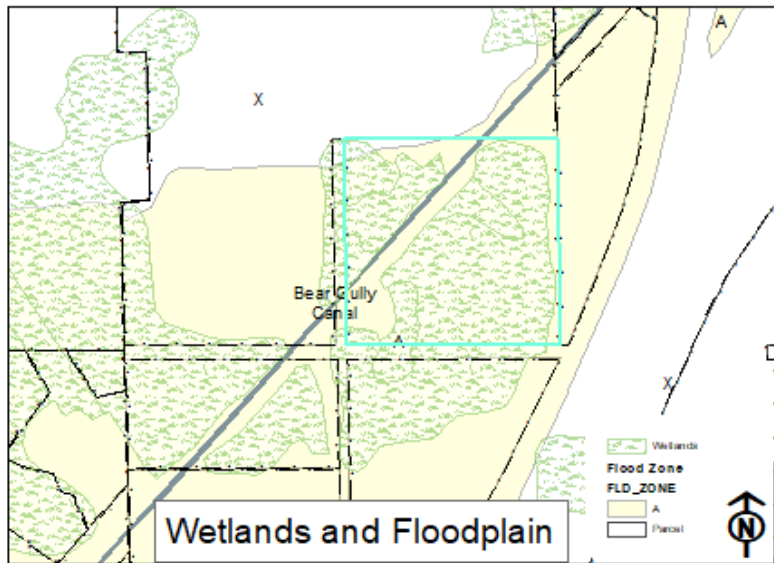 A
X
Bear Gully
Canal
A
X
Wetlands
Flood Zone
FLD_ZONE
A
Parcel
N
Wetlands and Floodplain